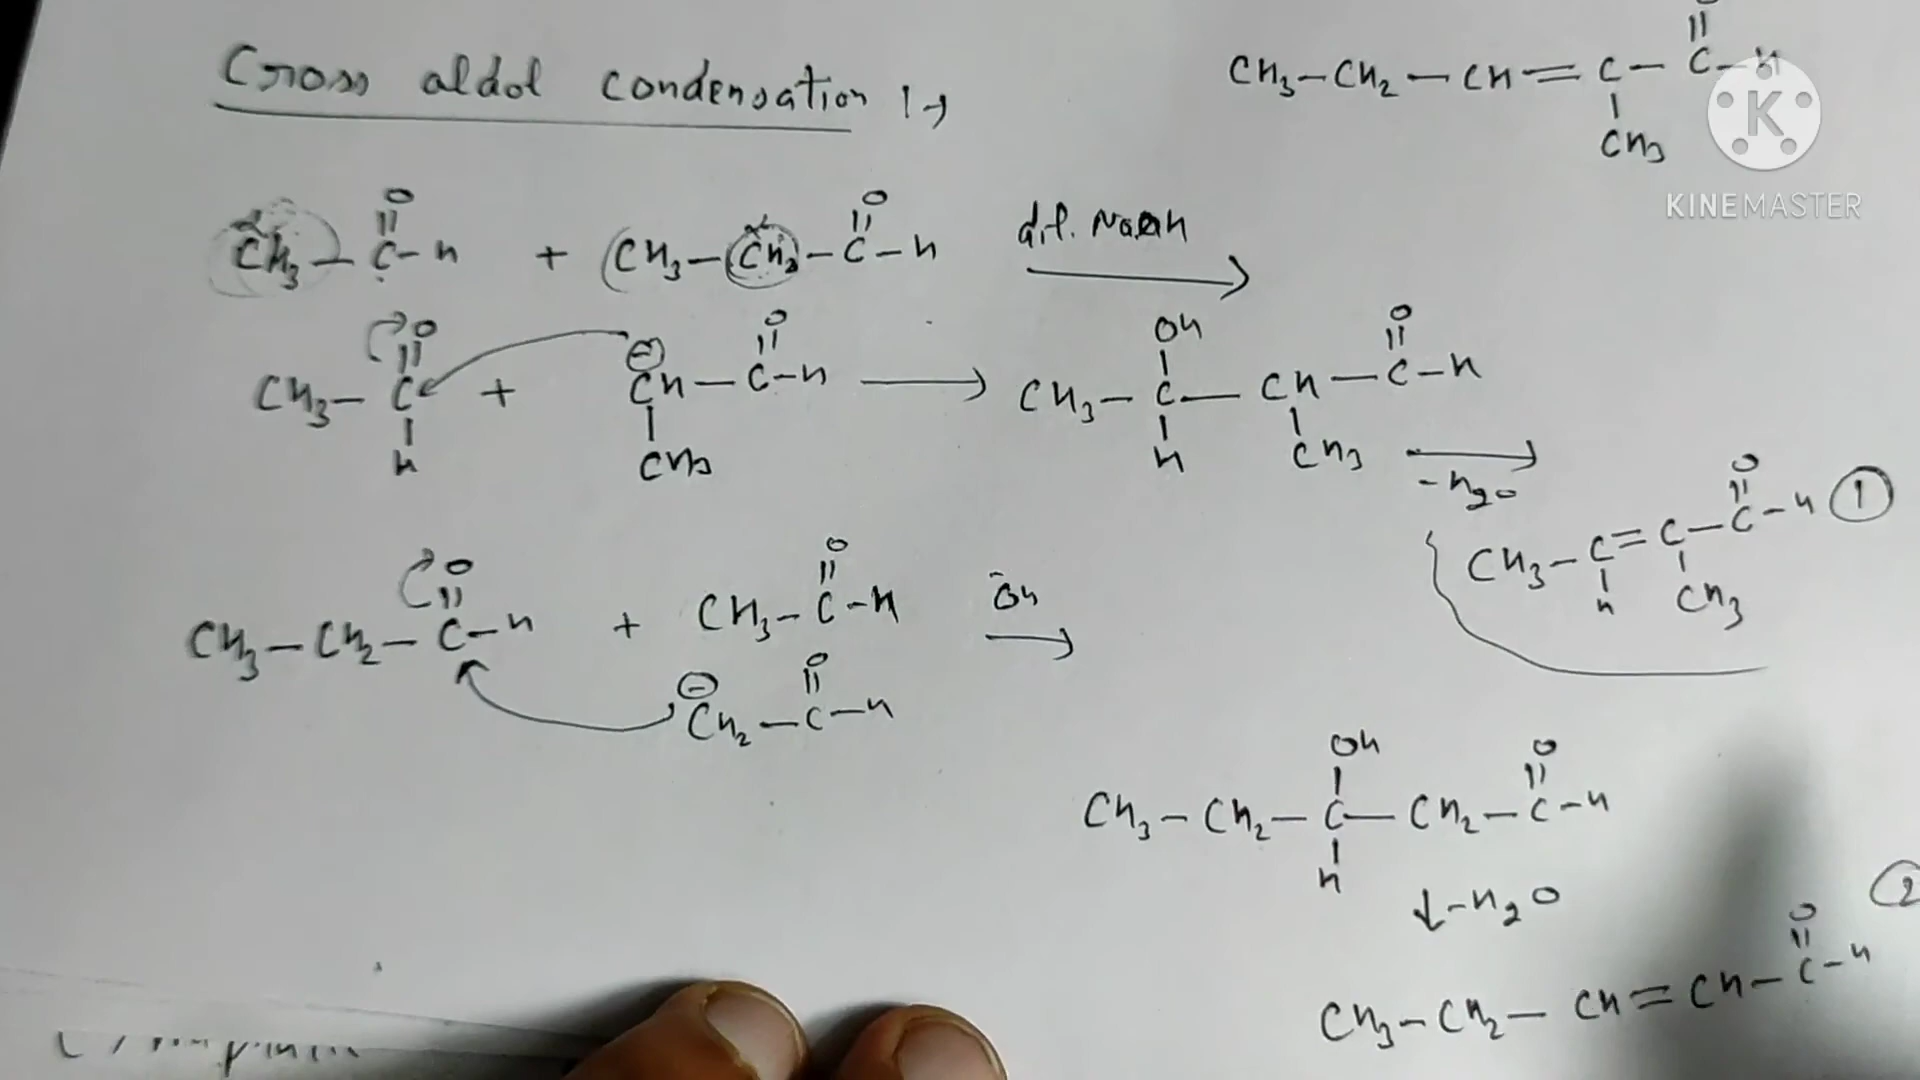 Cross aldol condensation :→
O
CH₃–CH₂–CH=C–C–H
CH₃
K
KINEMASTER
α O α O
CH₃–C–H + (CH₃–CH₂–C–H dil. NaOH
O O OH O
CH₃–C + ⊖CH–C–H → CH₃–C–CH–C–H
H CH₃ H CH₃ → -H₂O
O
CH₃–C=C–C–H ①
H CH₃
O O
CH₃–CH₂–C–H + CH₃–C–H ŌH →
O
⊖CH₂–C–H
OH O
CH₃–CH₂–C–CH₂–C–H
H
↓-H₂O ②
O
CH₃–CH₂–CH=CH–C–H